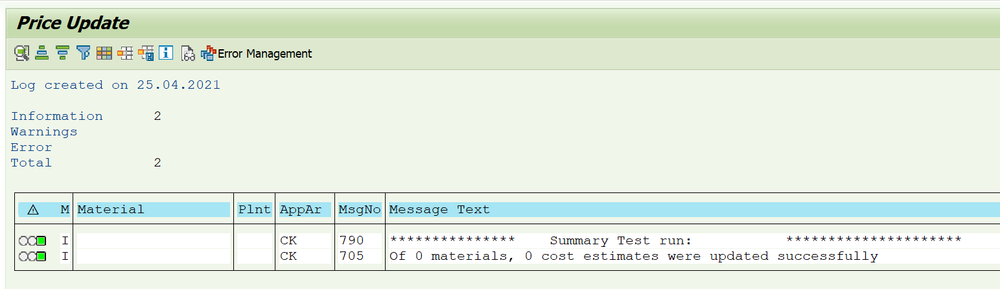 Price Update
Error Management
Log created on 25.04.2021
Information 2
Warnings
Error
Total 2
M Material Plnt AppAr MsgNo Message Text
I CK 790 *************** Summary Test run: *********************
I CK 705 Of 0 materials, 0 cost estimates were updated successfully